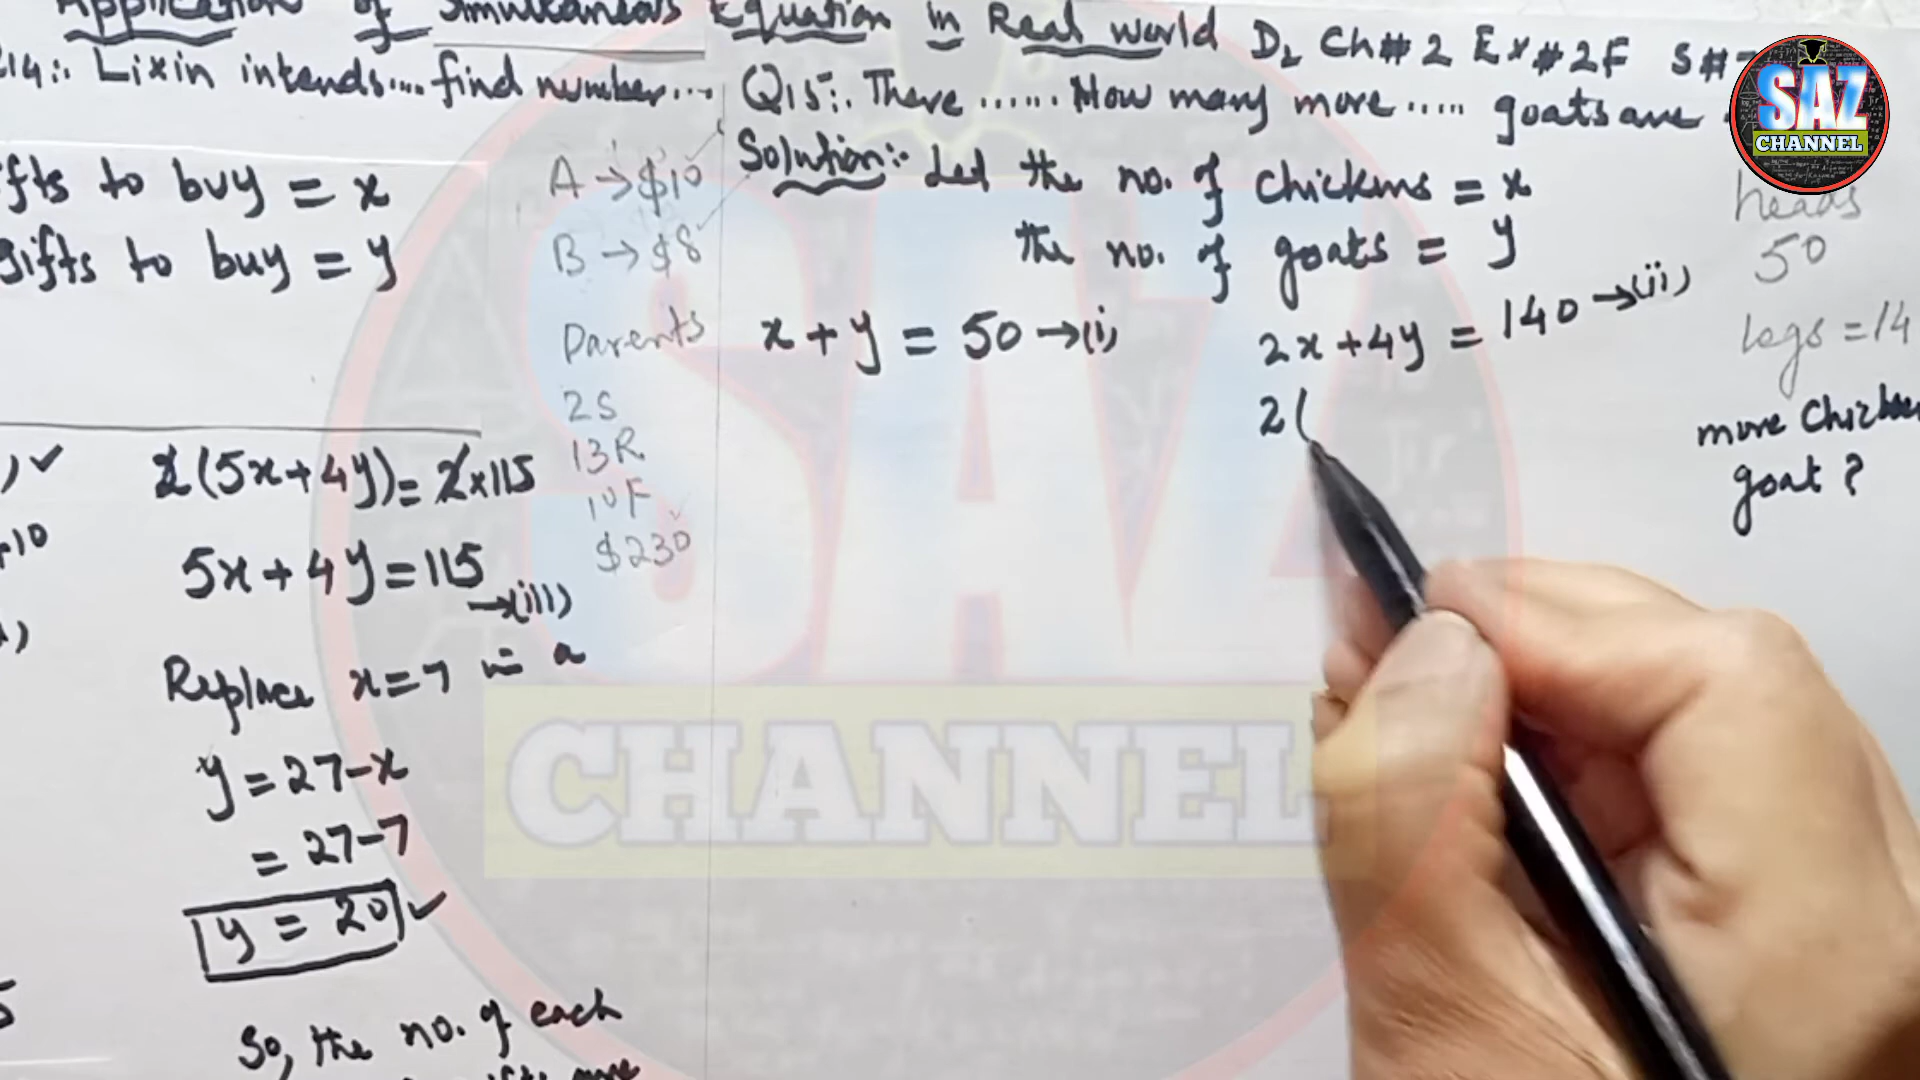 Application of Simultaneous Equation in Real world D2 Ch#2 Ex#2F S#
Q14:. Lixin intends.... find number...
fts to buy = x
gifts to buy = y
A → $10
B → $8
Parents
2S
13R
10F
$230
2(5x+4y)=2x115
5x+4y=115
→(iii)
Replace x=7 in a
y=27-x
= 27-7
y = 20 ✓
So, the no. of each
Q15:. There ...... How many more ..... goats are
Solution:. Let the no. of chickens = x
the no. of goats = y
x+y = 50 →(i)
2x+4y = 140 →(ii)
2(
heads
50
legs =14
more Chicken
goat ?
SAZ
CHANNEL
SAZ
CHANNEL